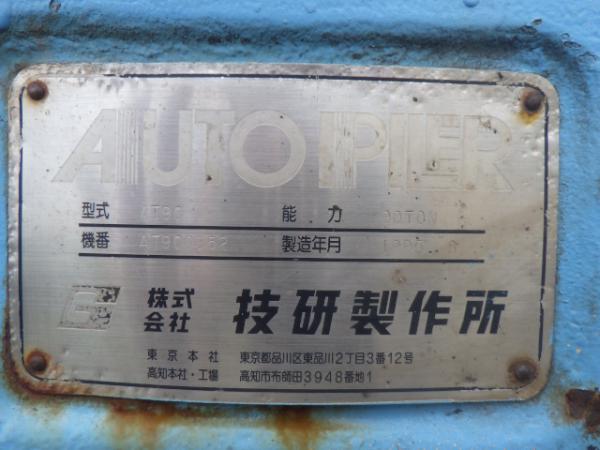 AUTO PILER
型式 AT90 能力 90TON
機番 製造年月
株式会社 技研製作所
東京本社 東京都品川区東品川2丁目3番12号
高知本社・工場 高知市布師田3948番地1